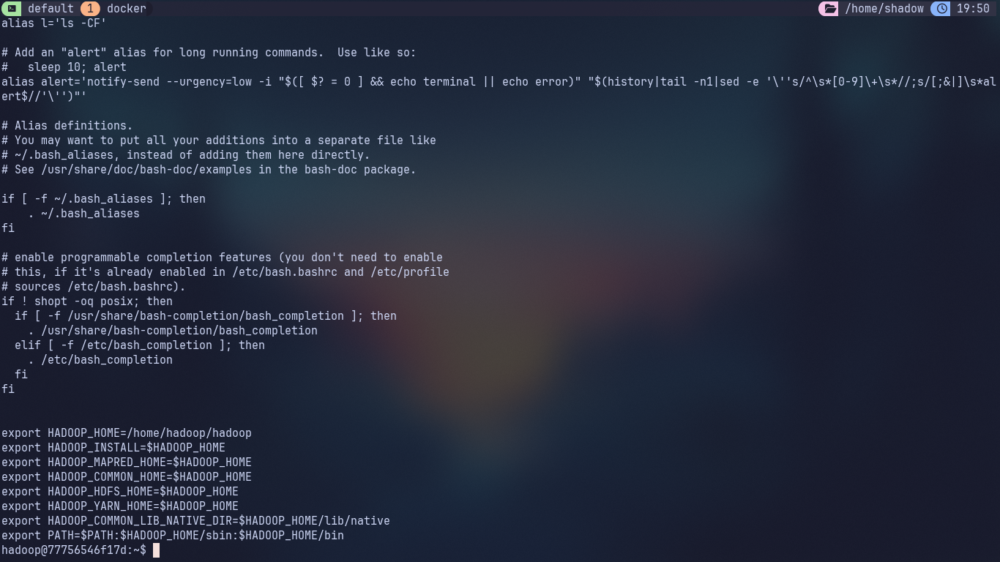 default 1 docker /home/shadow 19:50
alias l='ls -CF'
# Add an "alert" alias for long running commands.  Use like so:
#   sleep 10; alert
alias alert='notify-send --urgency=low -i "$([ $? = 0 ] && echo terminal || echo error)" "$(history|tail -n1|sed -e '\''s/^\s*[0-9]\+\s*//;s/[;&|]\s*al
ert$//'\'')"'
# Alias definitions.
# You may want to put all your additions into a separate file like
# ~/.bash_aliases, instead of adding them here directly.
# See /usr/share/doc/bash-doc/examples in the bash-doc package.
if [ -f ~/.bash_aliases ]; then
    . ~/.bash_aliases
fi
# enable programmable completion features (you don't need to enable
# this, if it's already enabled in /etc/bash.bashrc and /etc/profile
# sources /etc/bash.bashrc).
if ! shopt -oq posix; then
  if [ -f /usr/share/bash-completion/bash_completion ]; then
    . /usr/share/bash-completion/bash_completion
  elif [ -f /etc/bash_completion ]; then
    . /etc/bash_completion
  fi
fi
export HADOOP_HOME=/home/hadoop/hadoop
export HADOOP_INSTALL=$HADOOP_HOME
export HADOOP_MAPRED_HOME=$HADOOP_HOME
export HADOOP_COMMON_HOME=$HADOOP_HOME
export HADOOP_HDFS_HOME=$HADOOP_HOME
export HADOOP_YARN_HOME=$HADOOP_HOME
export HADOOP_COMMON_LIB_NATIVE_DIR=$HADOOP_HOME/lib/native
export PATH=$PATH:$HADOOP_HOME/sbin:$HADOOP_HOME/bin
hadoop@77756546f17d:~$